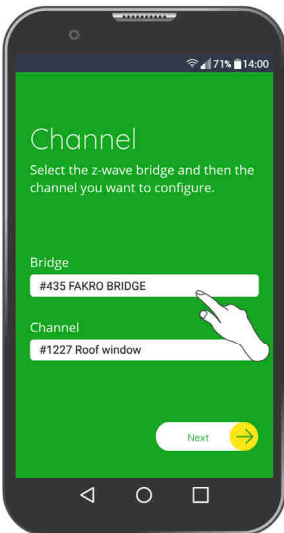 71% 14:00
Channel
Select the z-wave bridge and then the
channel you want to configure.
Bridge
#435 FAKRO BRIDGE
Channel
#1227 Roof window
Next